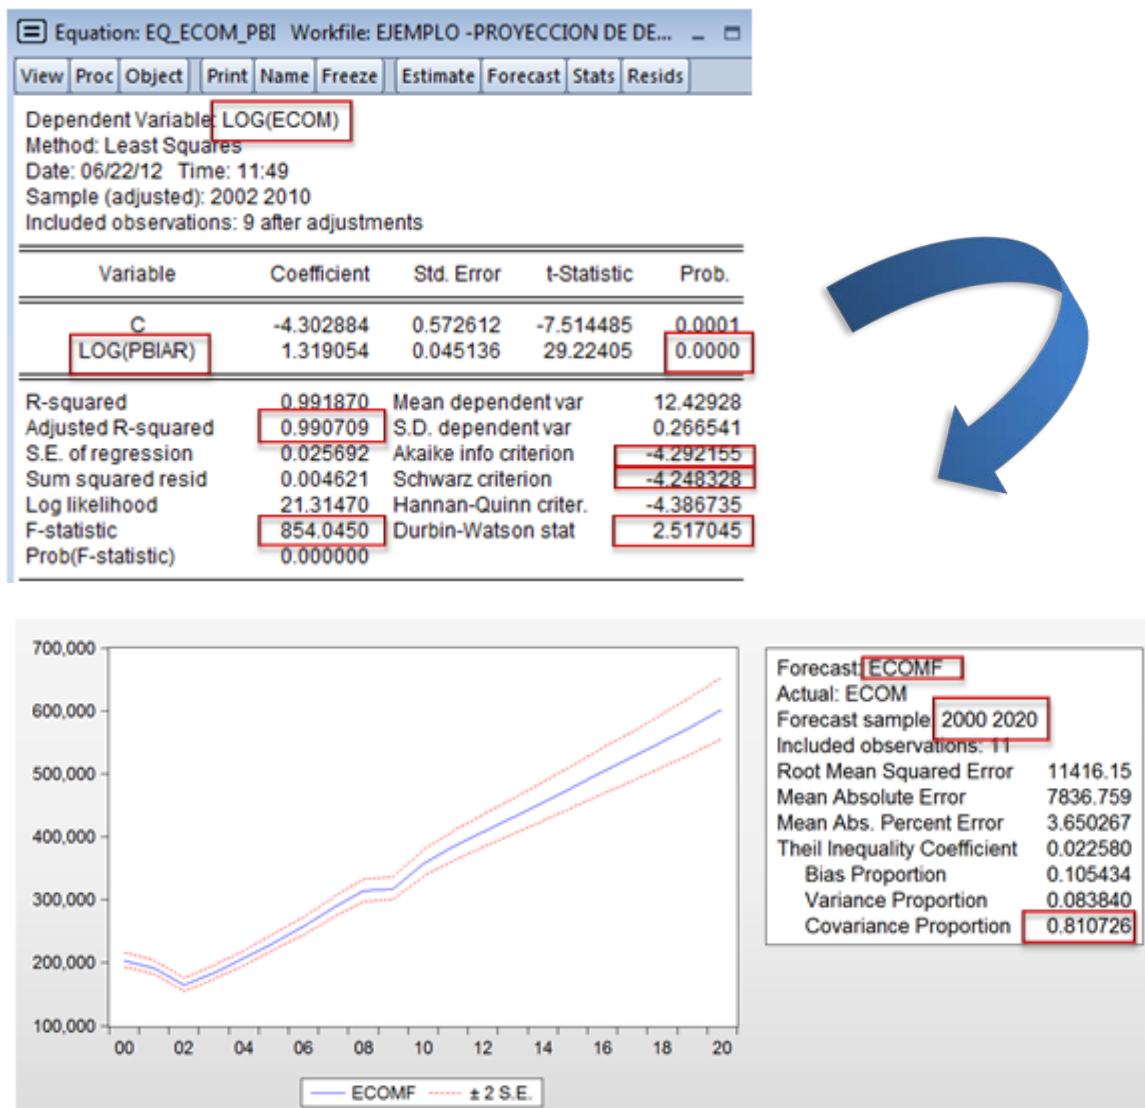 Equation: EQ_ECOM_PBI Workfile: EJEMPLO -PROYECCION DE DE...
View Proc Object Print Name Freeze Estimate Forecast Stats Resids
Dependent Variable: LOG(ECOM)
Method: Least Squares
Date: 06/22/12 Time: 11:49
Sample (adjusted): 2002 2010
Included observations: 9 after adjustments
Variable Coefficient Std. Error t-Statistic Prob.
C -4.302884 0.572612 -7.514485 0.0001
LOG(PBIAR) 1.319054 0.045136 29.22405 0.0000
R-squared 0.991870 Mean dependent var 12.42928
Adjusted R-squared 0.990709 S.D. dependent var 0.266541
S.E. of regression 0.025692 Akaike info criterion -4.292155
Sum squared resid 0.004621 Schwarz criterion -4.248328
Log likelihood 21.31470 Hannan-Quinn criter. -4.386735
F-statistic 854.0450 Durbin-Watson stat 2.517045
Prob(F-statistic) 0.000000
700,000
600,000
500,000
400,000
300,000
200,000
100,000
00 02 04 06 08 10 12 14 16 18 20
ECOMF ± 2 S.E.
Forecast: ECOMF
Actual: ECOM
Forecast sample: 2000 2020
Included observations: 11
Root Mean Squared Error 11416.15
Mean Absolute Error 7836.759
Mean Abs. Percent Error 3.650267
Theil Inequality Coefficient 0.022580
Bias Proportion 0.105434
Variance Proportion 0.083840
Covariance Proportion 0.810726